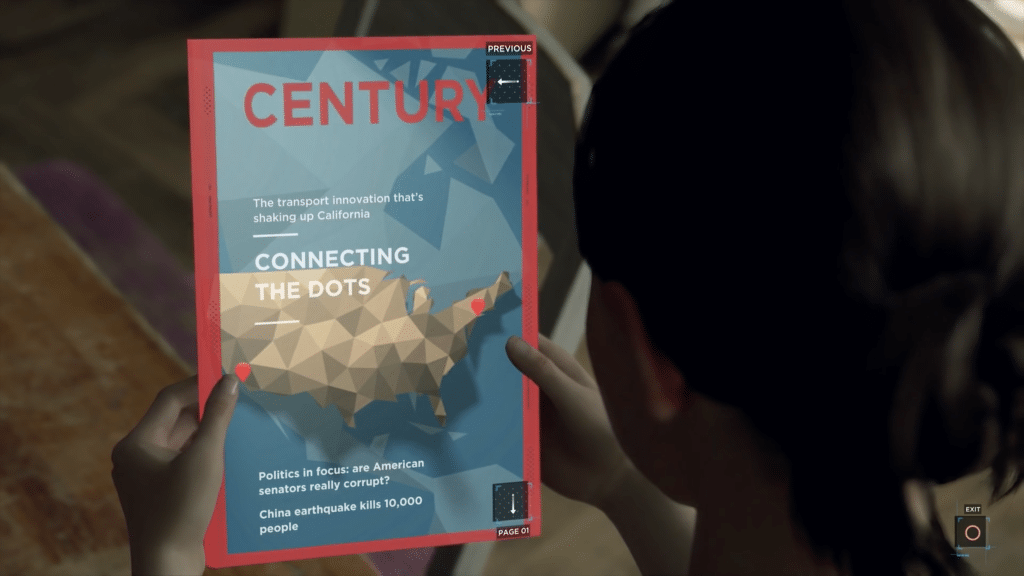 PREVIOUS
CENTURY
The transport innovation that's
shaking up California
CONNECTING
THE DOTS
Politics in focus: are American
senators really corrupt?
China earthquake kills 10,000
people
PAGE 01
EXIT